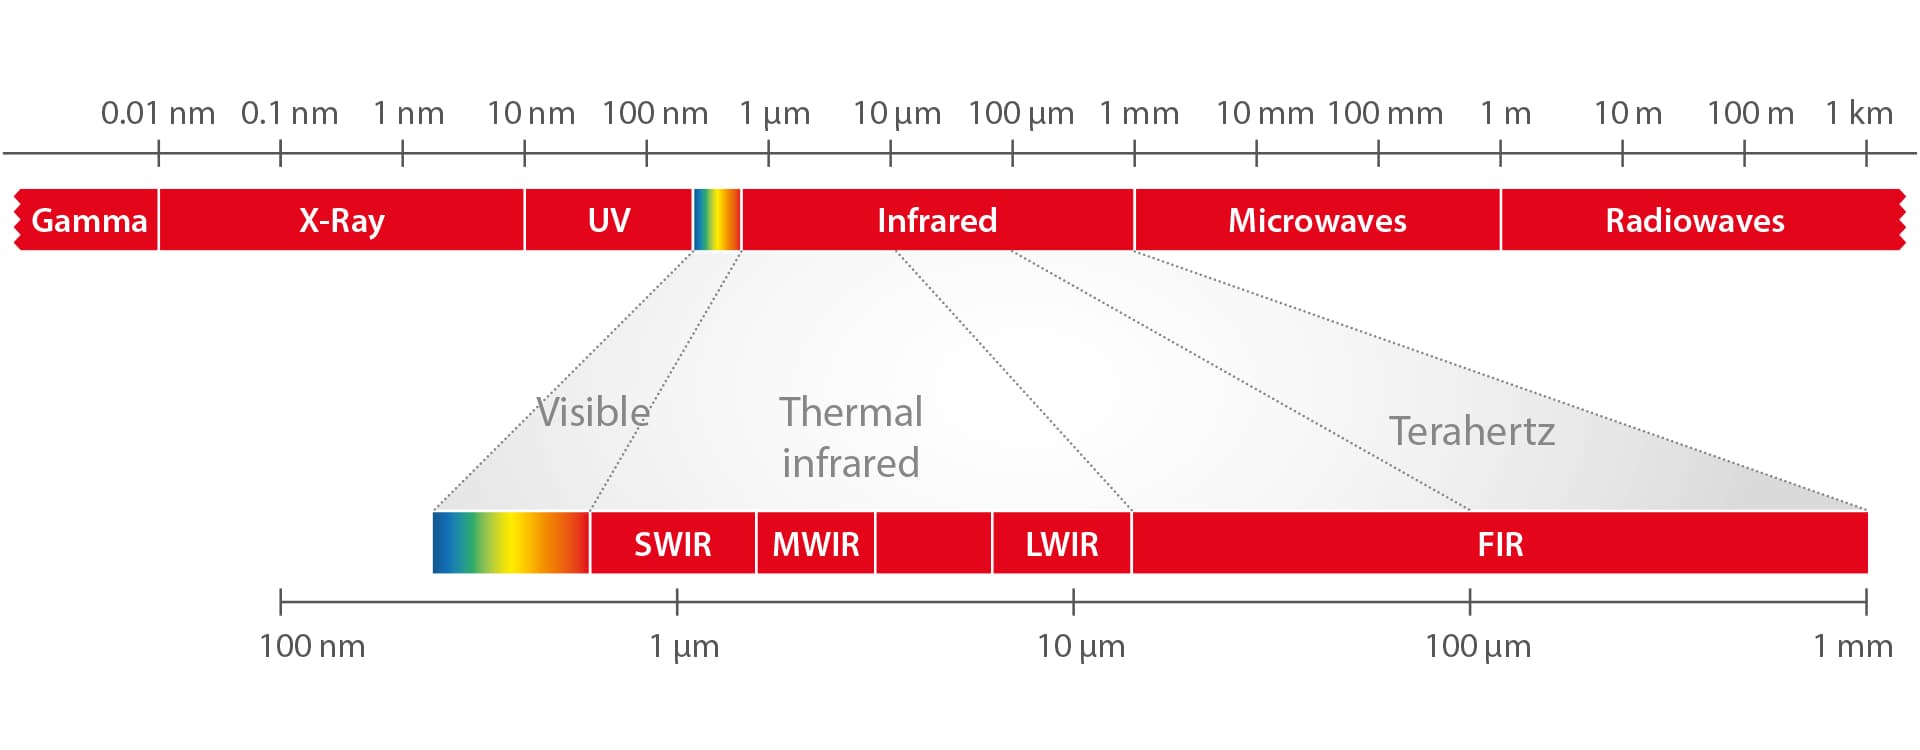 0.01 nm 0.1 nm 1 nm 10 nm 100 nm 1 µm 10 µm 100 µm 1 mm 10 mm 100 mm 1 m 10 m 100 m 1 km
Gamma X-Ray UV Infrared Microwaves Radiowaves
Visible Thermal
infrared
Terahertz
SWIR MWIR LWIR FIR
100 nm 1 µm 10 µm 100 µm 1 mm